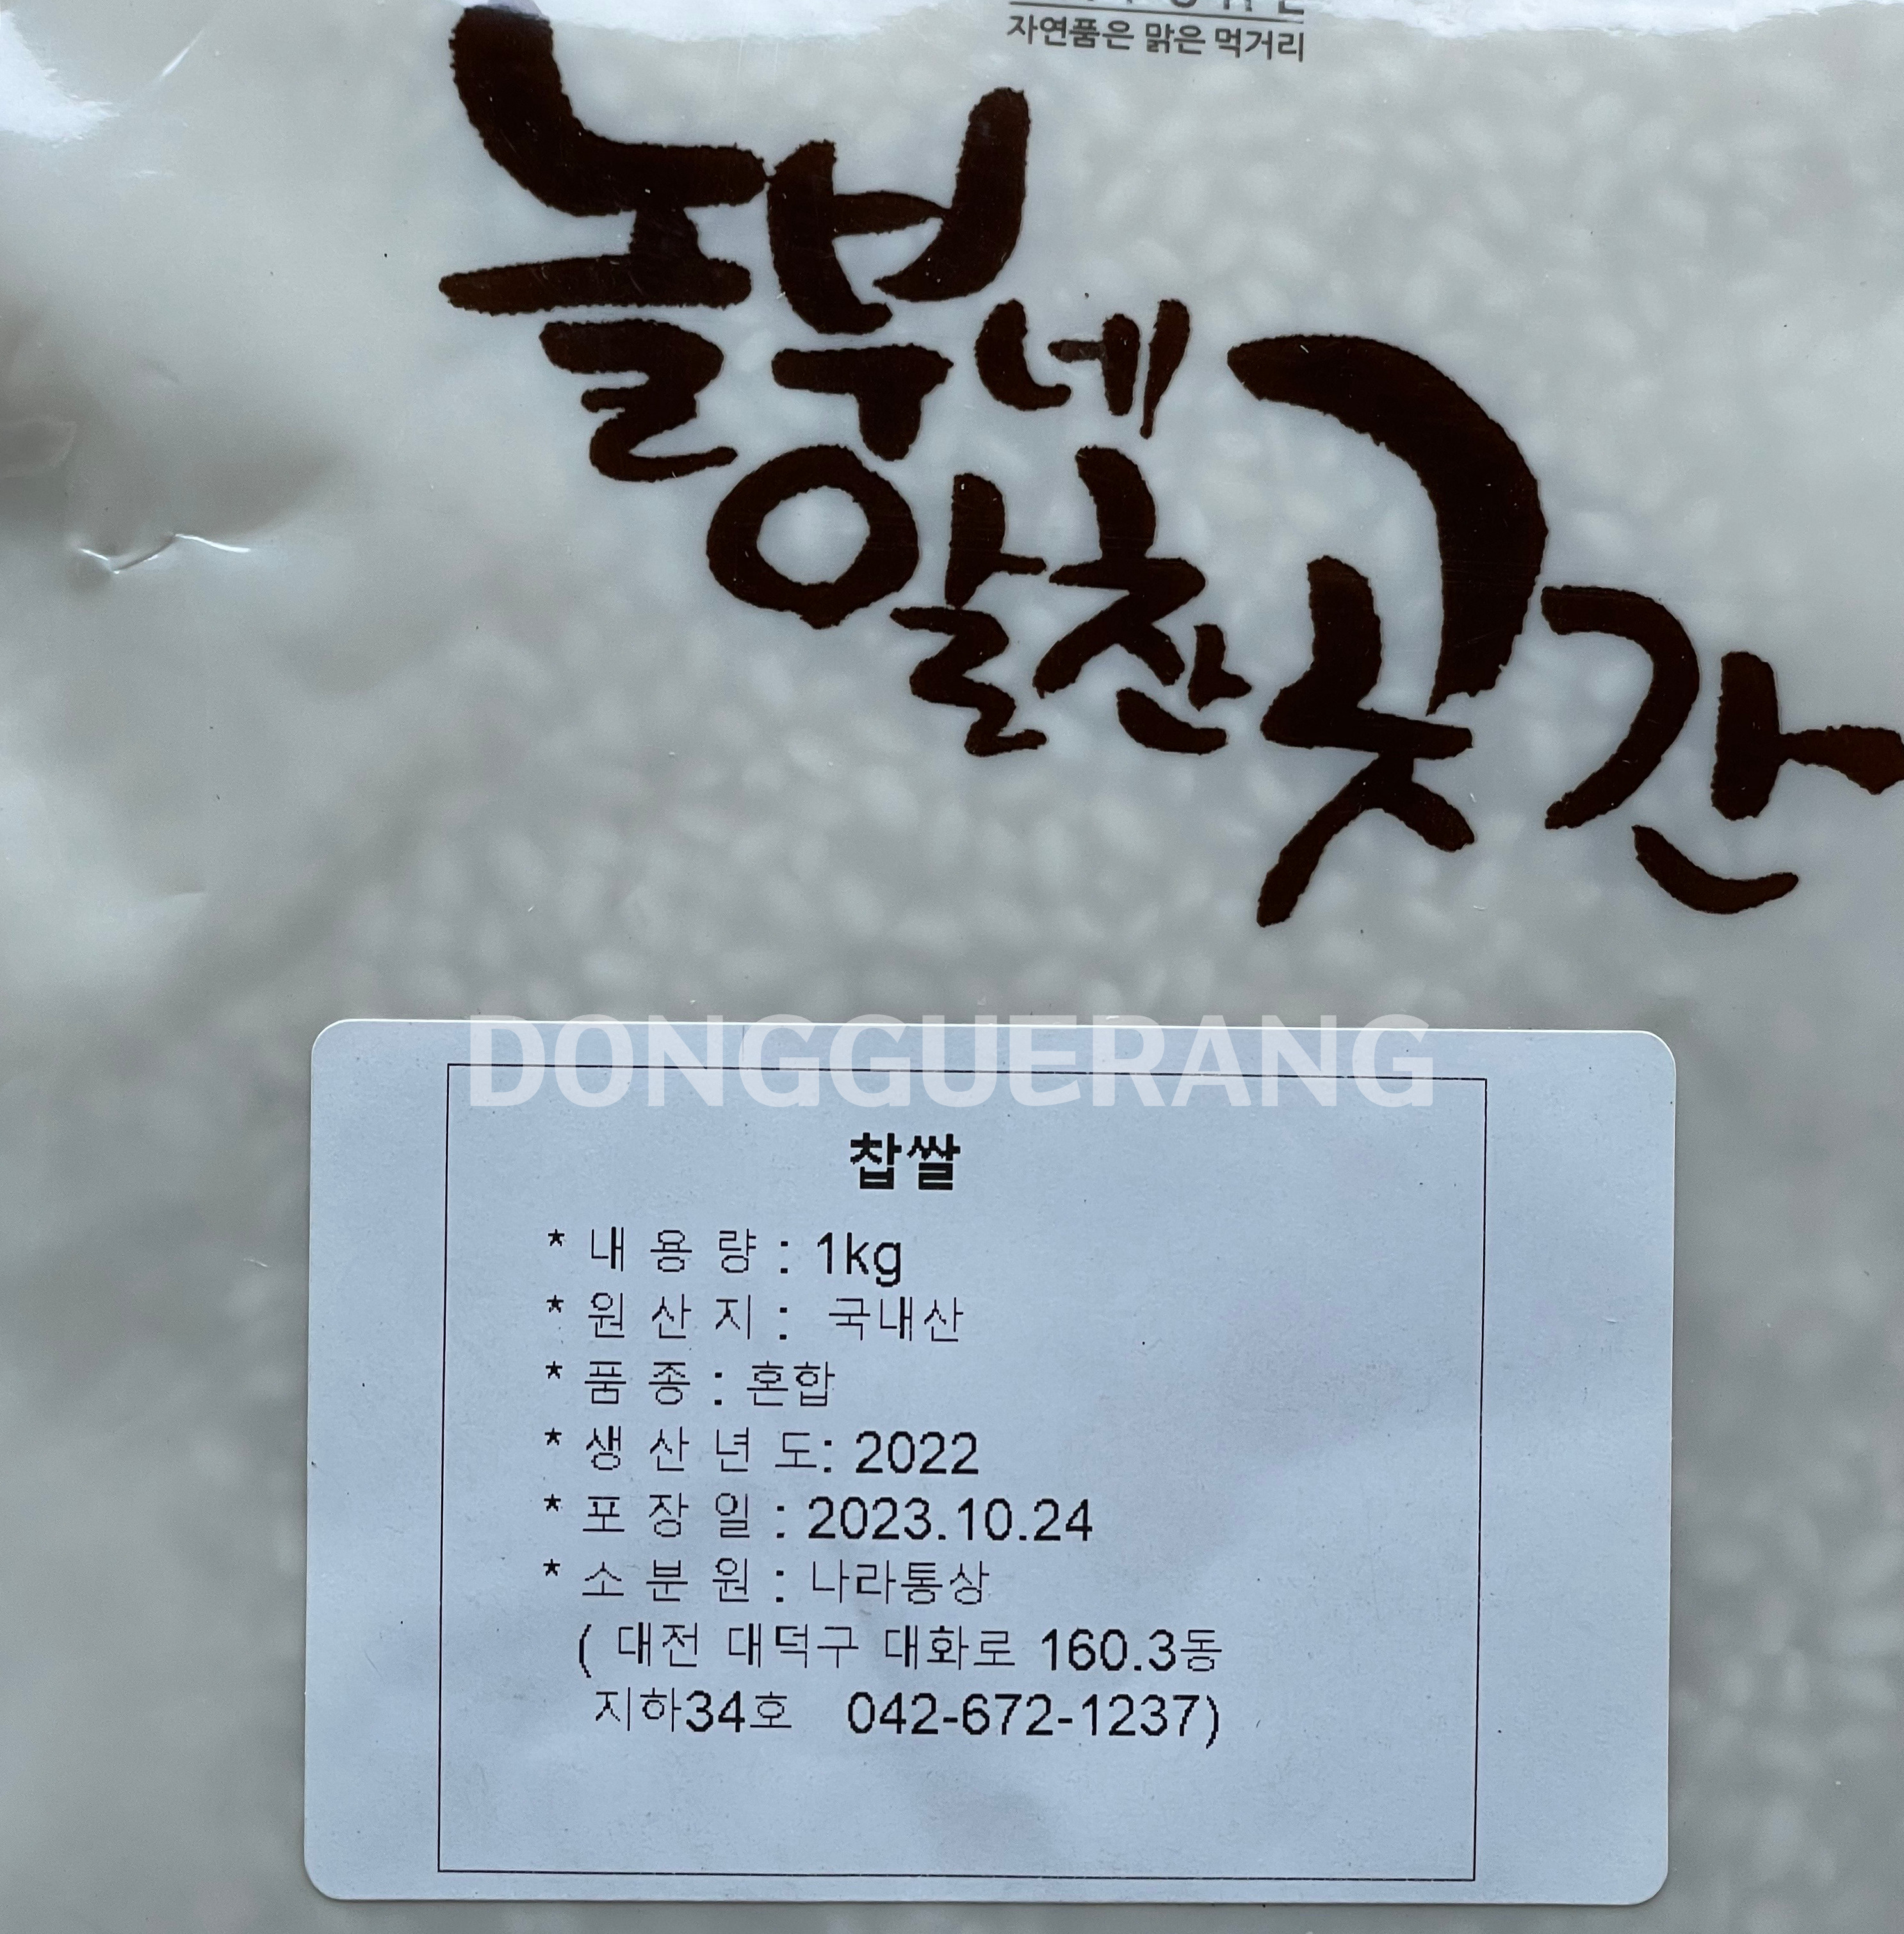 자연품은 맑은 먹거리
놀부네
알찬곳간
DONGGUERANG
찹쌀
* 내 용 량 : 1kg
* 원 산 지 : 국내산
* 품 종 : 혼합
* 생 산 년 도: 2022
* 포 장 일 : 2023.10.24
* 소 분 원 : 나라통상
( 대전 대덕구 대화로 160.3동
지하34호 042-672-1237)